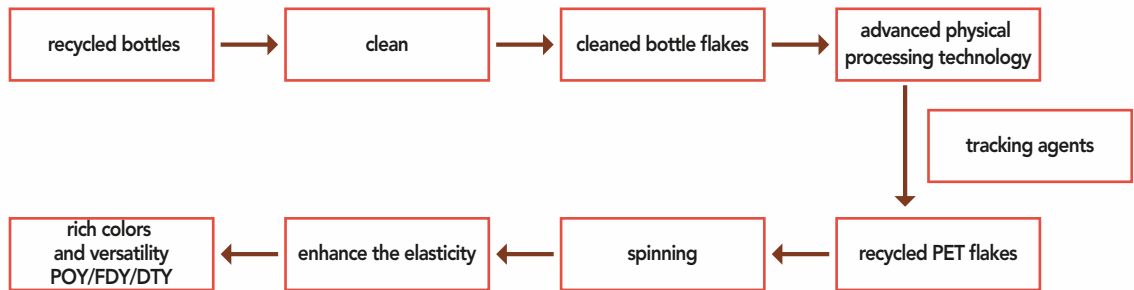 recycled bottles
clean
cleaned bottle flakes
advanced physical
processing technology
tracking agents
recycled PET flakes
spinning
enhance the elasticity
rich colors
and versatility
POY/FDY/DTY